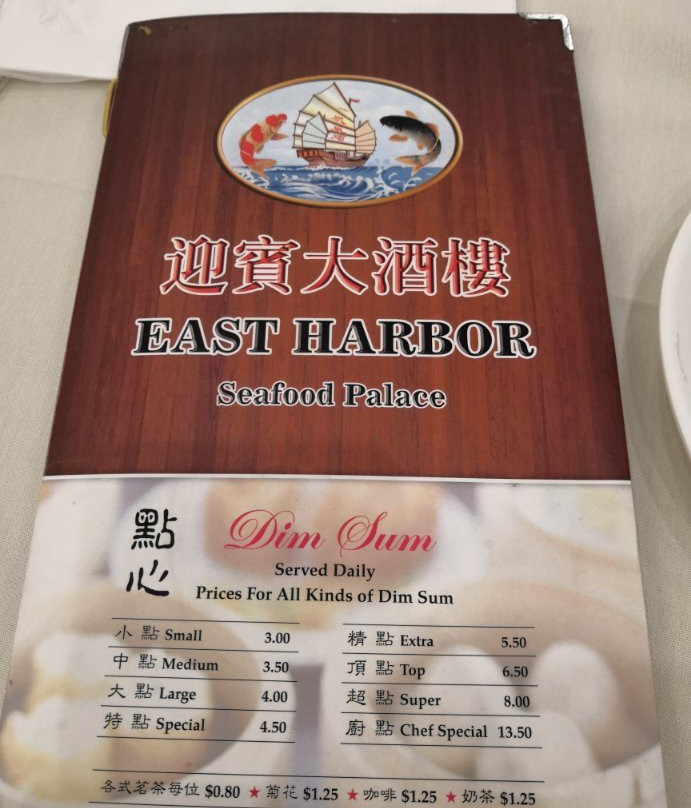 迎賓大酒樓
EAST HARBOR
Seafood Palace
點心
Dim Sum
Served Daily
Prices For All Kinds of Dim Sum
小 點 Small 3.00
中 點 Medium 3.50
大 點 Large 4.00
特 點 Special 4.50
精 點 Extra 5.50
頂 點 Top 6.50
超 點 Super 8.00
廚 點 Chef Special 13.50
各式茗茶每位 $0.80 ★ 菊花 $1.25 ★ 咖啡 $1.25 ★ 奶茶 $1.25